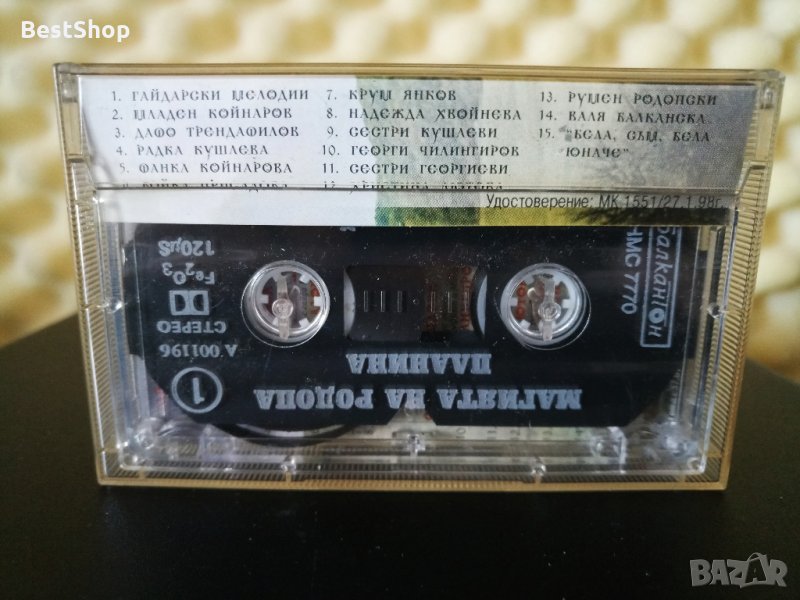 BestShop
1. ГАЙДАРСКИ МЕЛОДИИ
2. МЛАДЕН КОЙНАРОВ
3. ДАФО ТРЕНДАФИЛОВ
4. РАДКА КУШЛЕВА
5. ФАНКА КОЙНАРОВА
7. КРУМ ЯНКОВ
8. НАДЕЖДА ХВОЙНЕВА
9. СЕСТРИ КУШЛЕВИ
10. ГЕОРГИ ЧИЛИНГИРОВ
11. СЕСТРИ ГЕОРГИЕВИ
13. РУМЕН РОДОПСКИ
14. ВАЛЯ БАЛКАНСКА
15. "БЕЛА, СЪМ, БЕЛА
ЮНАЧЕ"
Удостоверение: МК 1551/27.1.98г.
МАГИЯТА НА РОДОПА
ПЛАНИНА
1
А 001196
СТЕРЕО
Fe2O3
120µS
Балкантон
НМС 7770
BAZAR